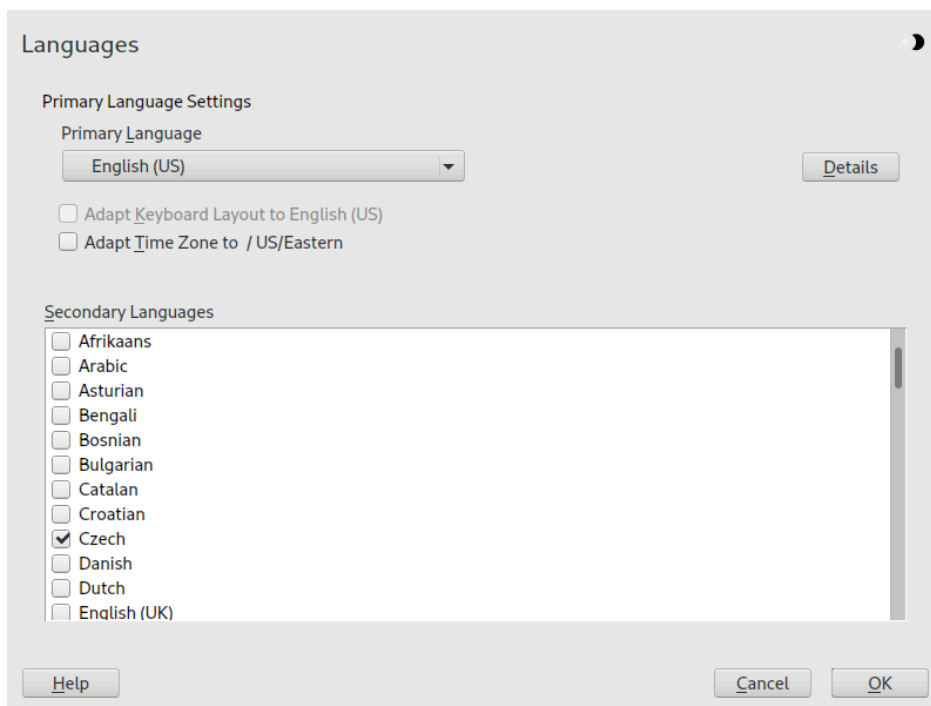 Languages
Primary Language Settings
Primary Language
English (US)
Details
Adapt Keyboard Layout to English (US)
Adapt Time Zone to / US/Eastern
Secondary Languages
Afrikaans
Arabic
Asturian
Bengali
Bosnian
Bulgarian
Catalan
Croatian
Czech
Danish
Dutch
English (UK)
Help Cancel OK